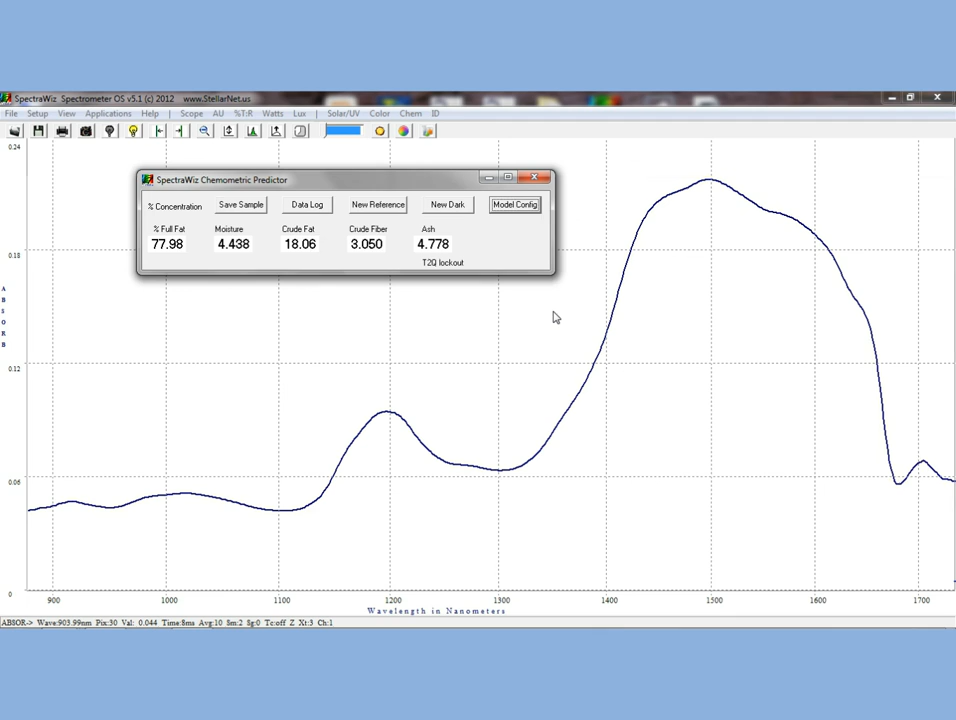 SpectraWiz Spectrometer OS v5.1 (c) 2012 www.StellarNet.us
File Setup View Applications Help | Scope AU %T:R Watts Lux | Solar/UV Color Chem ID
0.24
SpectraWiz Chemometric Predictor
% Concentration Save Sample Data Log New Reference New Dark Model Config
% Full Fat Moisture Crude Fat Crude Fiber Ash
77.98 4.438 18.06 3.050 4.778
T2Q lockout
0.18
A
B
S
O
R
B
0.12
0.06
0
900 1000 1100 1200 1300 1400 1500 1600 1700
Wavelength in Nanometers
ABSOR-> Wave:903.99nm Pix:30 Val: 0.044 Time:8ms Avg:10 Sm:2 Sg:0 Tc:off Z Xt:3 Ch:1